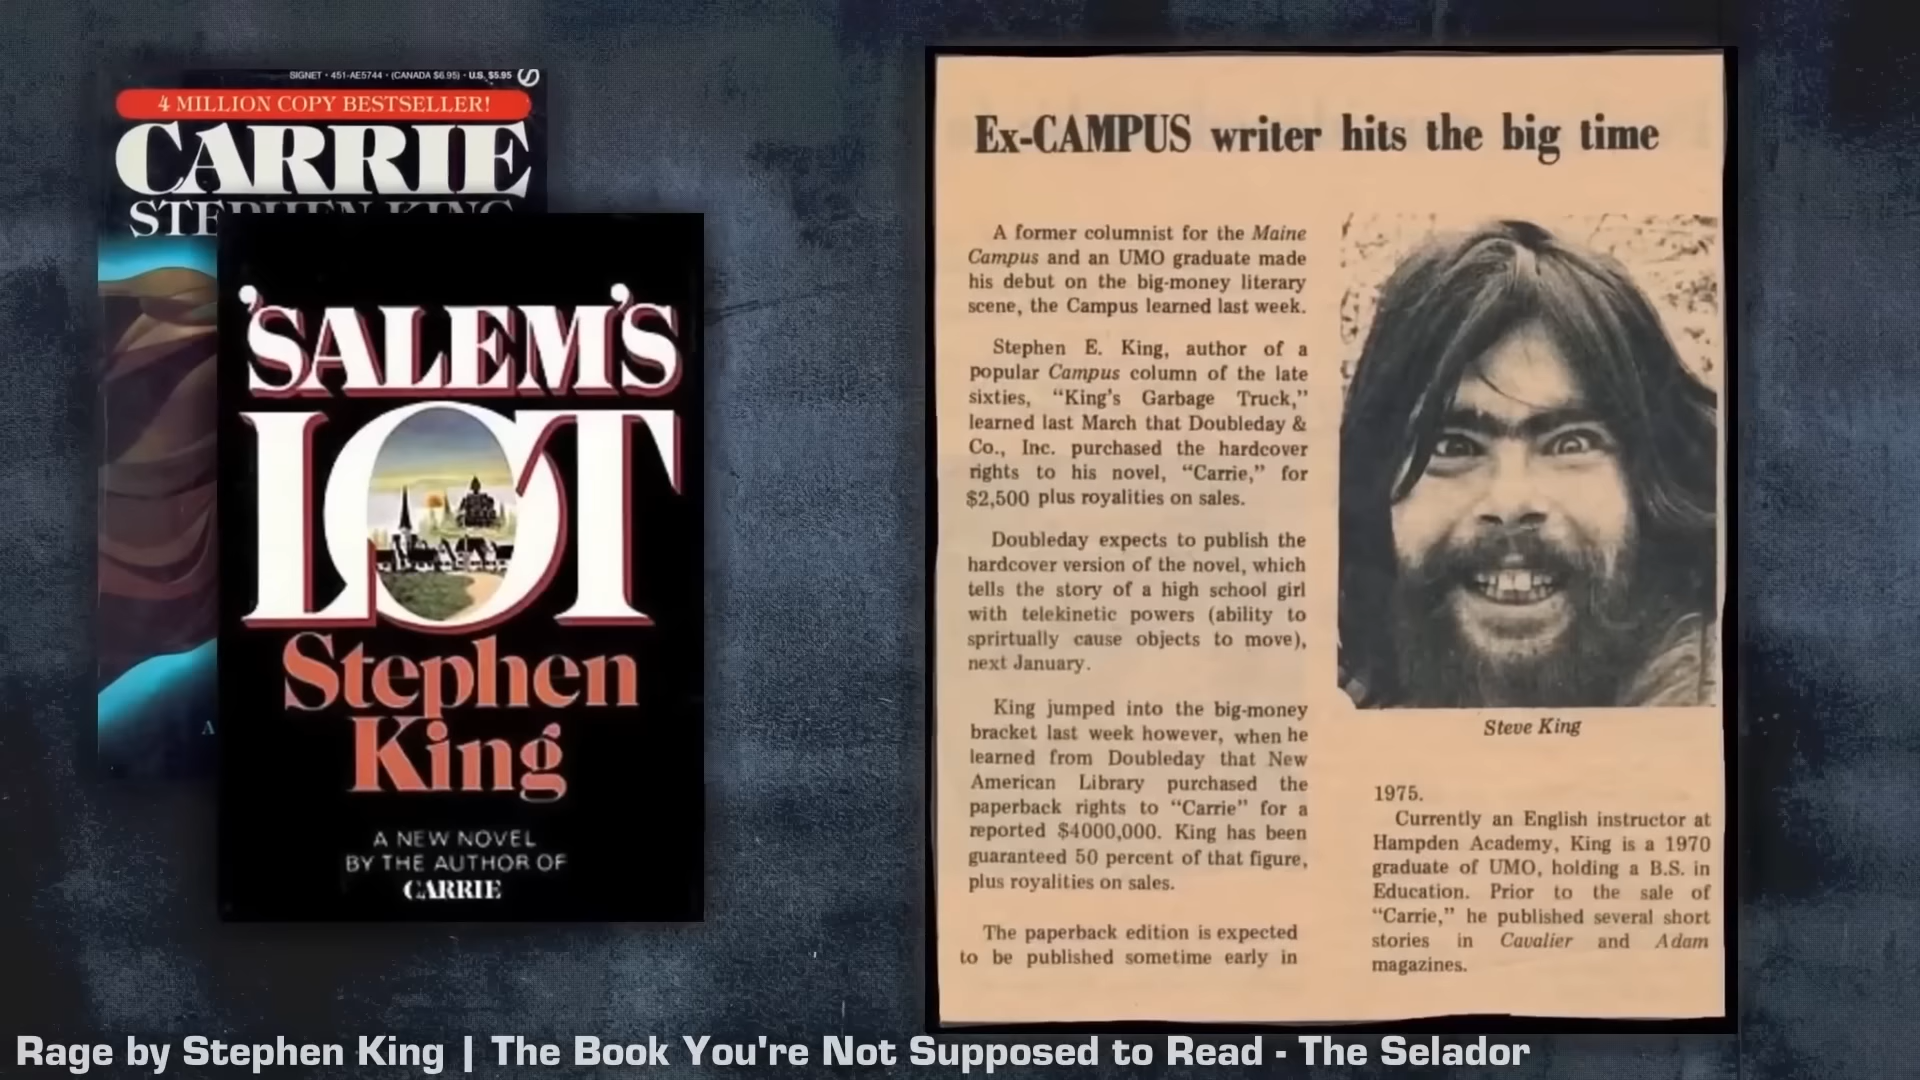 SIGNET • 451-AE5744 • (CANADA $6.95) • U.S. $5.95
4 MILLION COPY BESTSELLER!
CARRIE
STEPHEN KING
A
'SALEM'S
LOT
Stephen
King
A NEW NOVEL
BY THE AUTHOR OF
CARRIE
Ex-CAMPUS writer hits the big time
A former columnist for the Maine
Campus and an UMO graduate made
his debut on the big-money literary
scene, the Campus learned last week.
Stephen E. King, author of a
popular Campus column of the late
sixties, "King's Garbage Truck,"
learned last March that Doubleday &
Co., Inc. purchased the hardcover
rights to his novel, "Carrie," for
$2,500 plus royalities on sales.
Doubleday expects to publish the
hardcover version of the novel, which
tells the story of a high school girl
with telekinetic powers (ability to
sprirtually cause objects to move),
next January.
King jumped into the big-money
bracket last week however, when he
learned from Doubleday that New
American Library purchased the
paperback rights to "Carrie" for a
reported $4000,000. King has been
guaranteed 50 percent of that figure,
plus royalities on sales.
The paperback edition is expected
to be published sometime early in
Steve King
1975.
Currently an English instructor at
Hampden Academy, King is a 1970
graduate of UMO, holding a B.S. in
Education. Prior to the sale of
"Carrie," he published several short
stories in Cavalier and Adam
magazines.
Rage by Stephen King | The Book You're Not Supposed to Read - The Selador